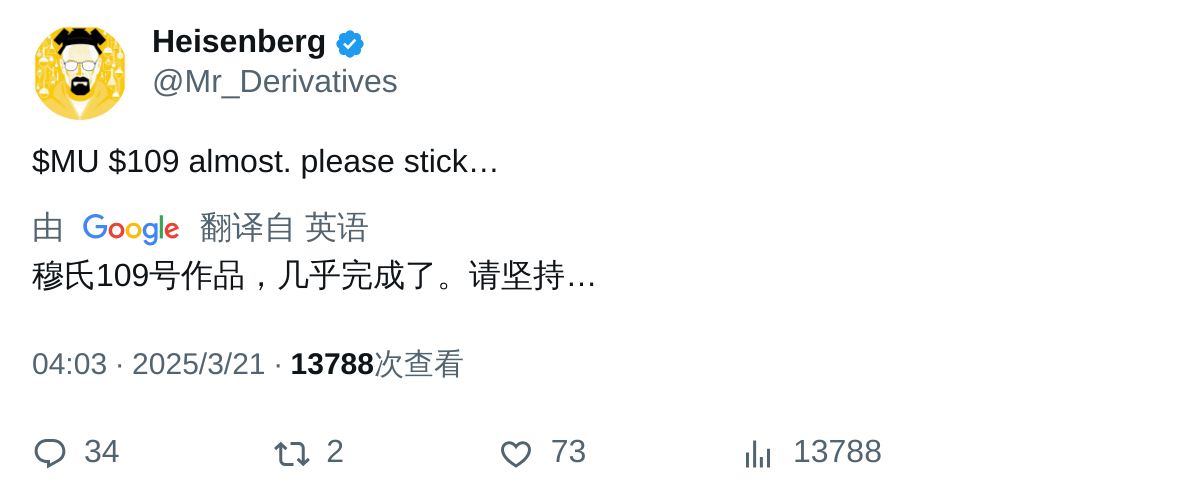 Heisenberg
@Mr_Derivatives
$MU $109 almost. please stick…
由 Google 翻译自 英语
穆氏109号作品，几乎完成了。请坚持…
04:03 · 2025/3/21 · 13788次查看
34 2 73 13788